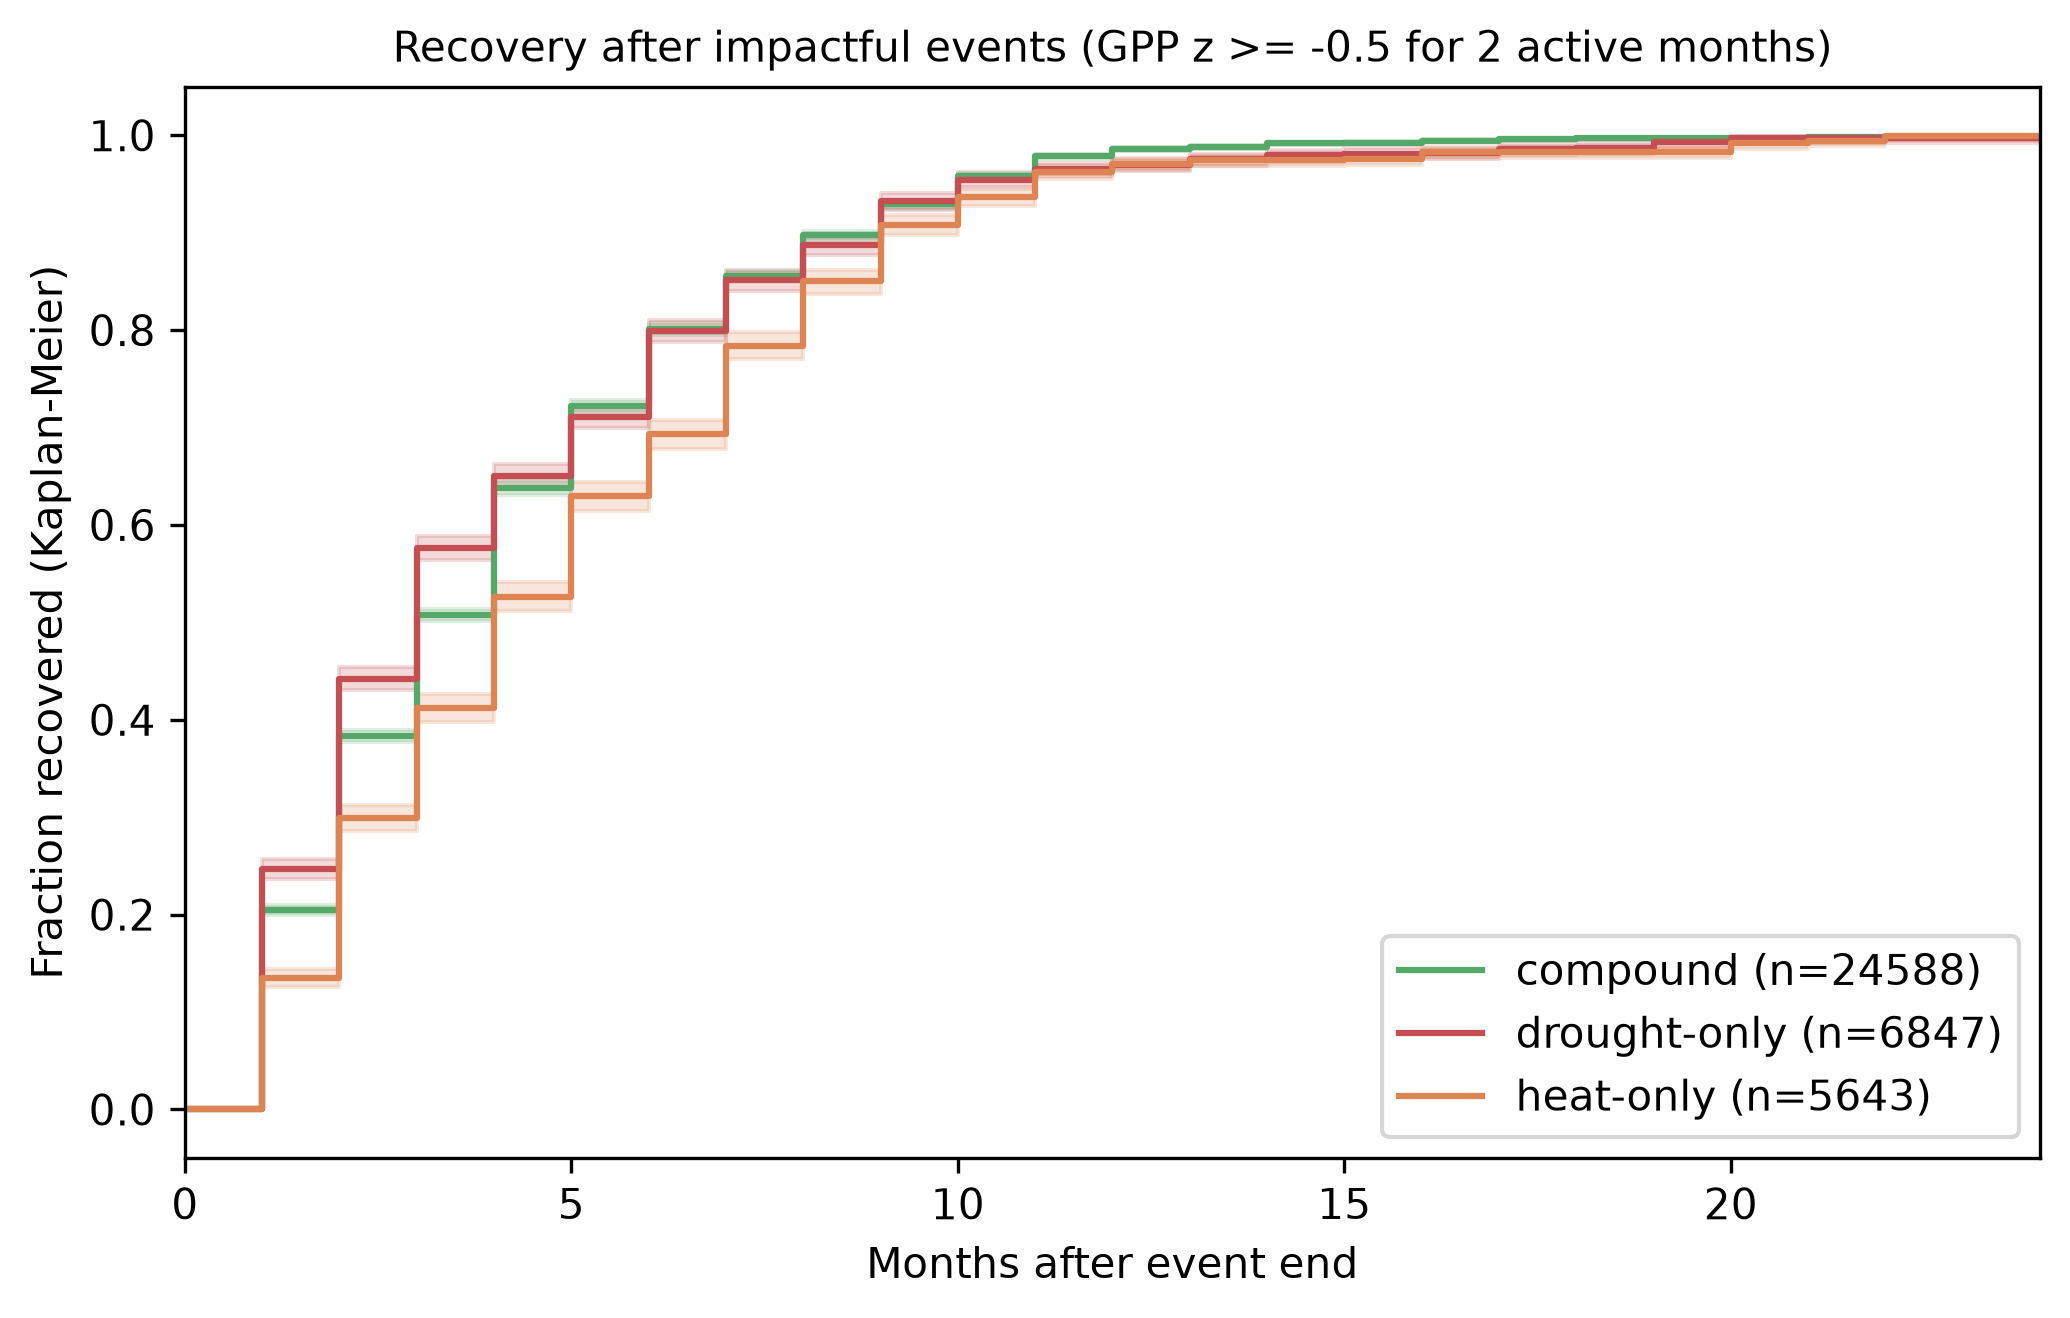 Recovery after impactful events (GPP z >= -0.5 for 2 active months)
Fraction recovered (Kaplan-Meier)
1.0
0.8
0.6
0.4
0.2
0.0
compound (n=24588)
drought-only (n=6847)
heat-only (n=5643)
0 5 10 15 20
Months after event end